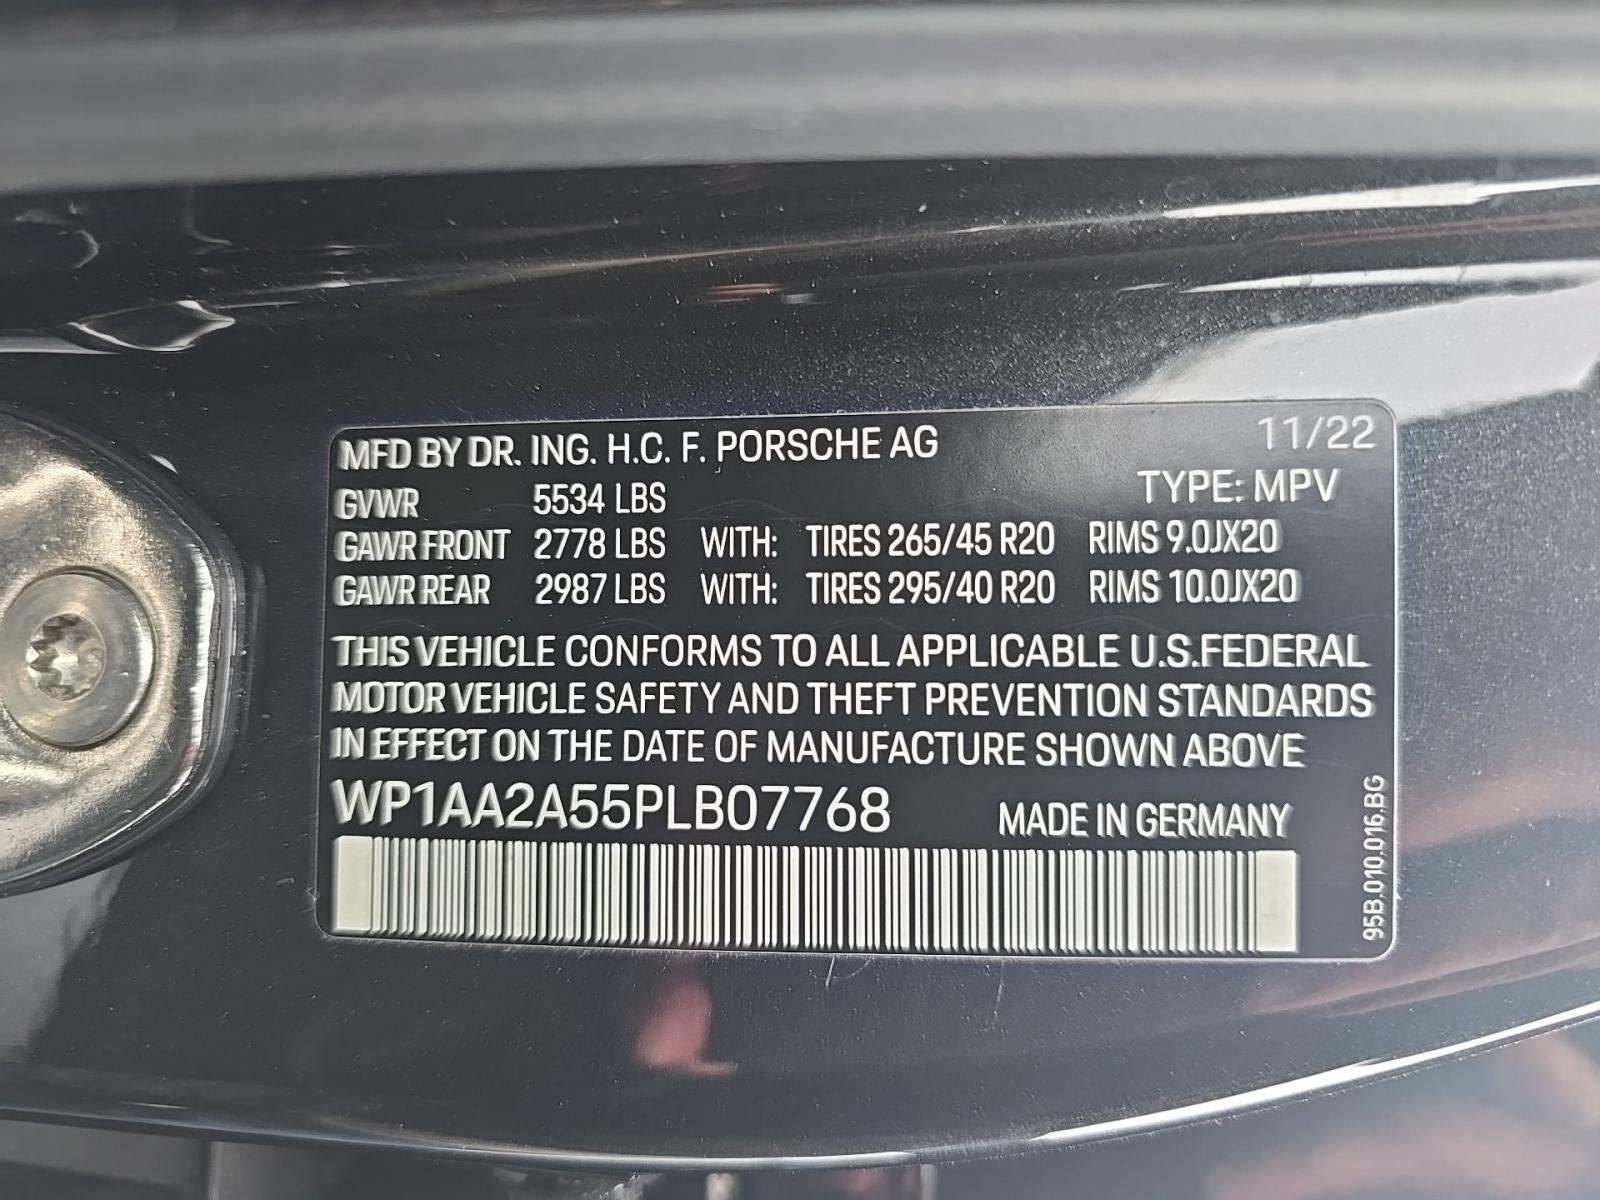 MFD BY DR. ING. H.C. F. PORSCHE AG 11/22
GVWR 5534 LBS TYPE: MPV
GAWR FRONT 2778 LBS WITH: TIRES 265/45 R20 RIMS 9.0JX20
GAWR REAR 2987 LBS WITH: TIRES 295/40 R20 RIMS 10.0JX20
THIS VEHICLE CONFORMS TO ALL APPLICABLE U.S.FEDERAL
MOTOR VEHICLE SAFETY AND THEFT PREVENTION STANDARDS
IN EFFECT ON THE DATE OF MANUFACTURE SHOWN ABOVE
WP1AA2A55PLB07768 MADE IN GERMANY
95B.010.016.BG